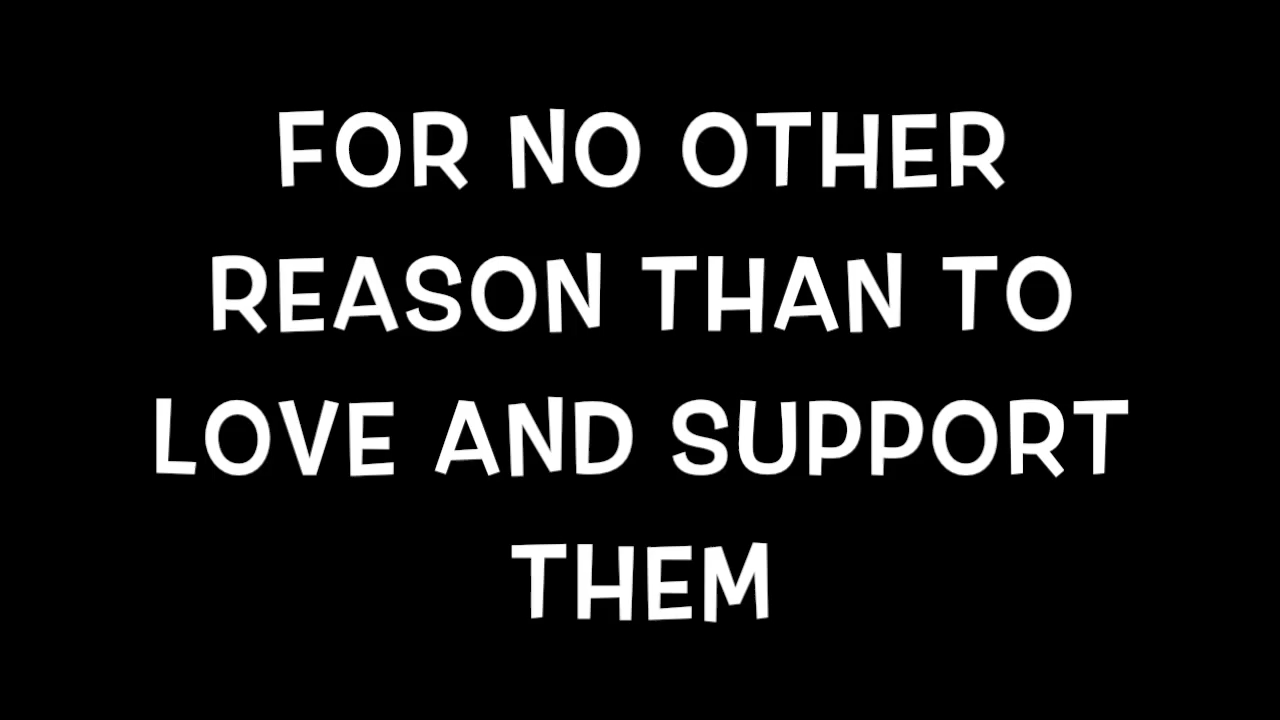 FOR NO OTHER
REASON THAN TO
LOVE AND SUPPORT
THEM